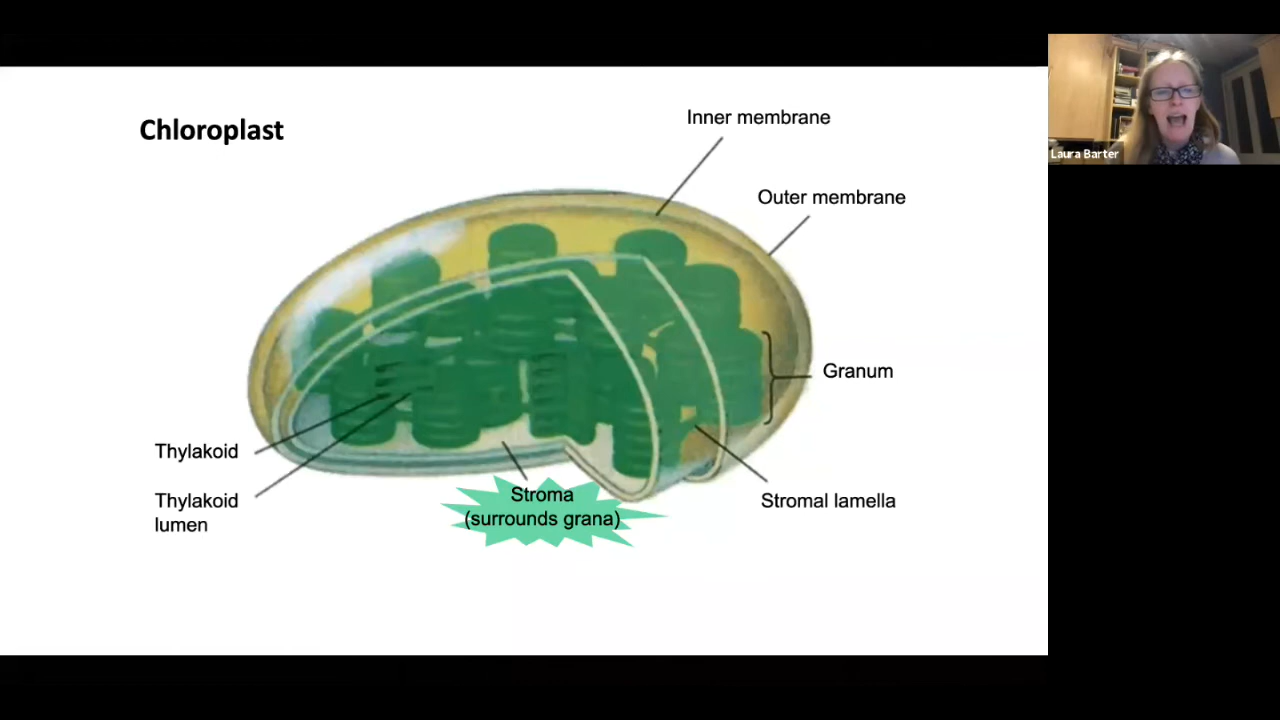 Chloroplast
Inner membrane
Outer membrane
Laura Barter
Granum
Thylakoid
Thylakoid
lumen
Stroma
(surrounds grana)
Stromal lamella